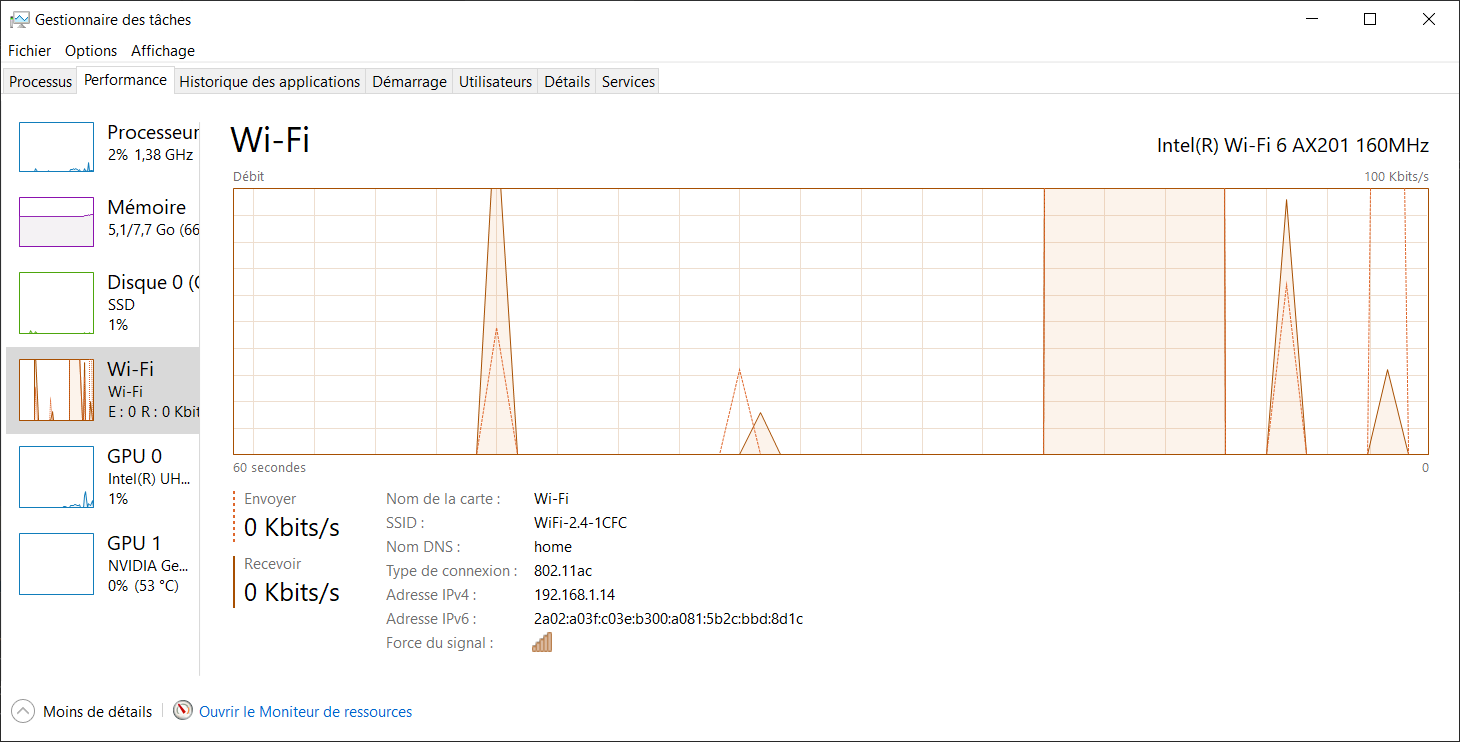 Gestionnaire des tâches
Fichier Options Affichage
Processus Performance Historique des applications Démarrage Utilisateurs Détails Services
Processeur
2% 1,38 GHz
Mémoire
5,1/7,7 Go (66
Disque 0 (C
SSD
1%
Wi-Fi
Wi-Fi
E : 0 R : 0 Kbit
GPU 0
Intel(R) UH...
1%
GPU 1
NVIDIA Ge...
0% (53 °C)
Wi-Fi
Intel(R) Wi-Fi 6 AX201 160MHz
Débit
100 Kbits/s
60 secondes
0
Envoyer
0 Kbits/s
Recevoir
0 Kbits/s
Nom de la carte : Wi-Fi
SSID : WiFi-2.4-1CFC
Nom DNS : home
Type de connexion : 802.11ac
Adresse IPv4 : 192.168.1.14
Adresse IPv6 : 2a02:a03f:c03e:b300:a081:5b2c:bbd:8d1c
Force du signal :
Moins de détails
Ouvrir le Moniteur de ressources